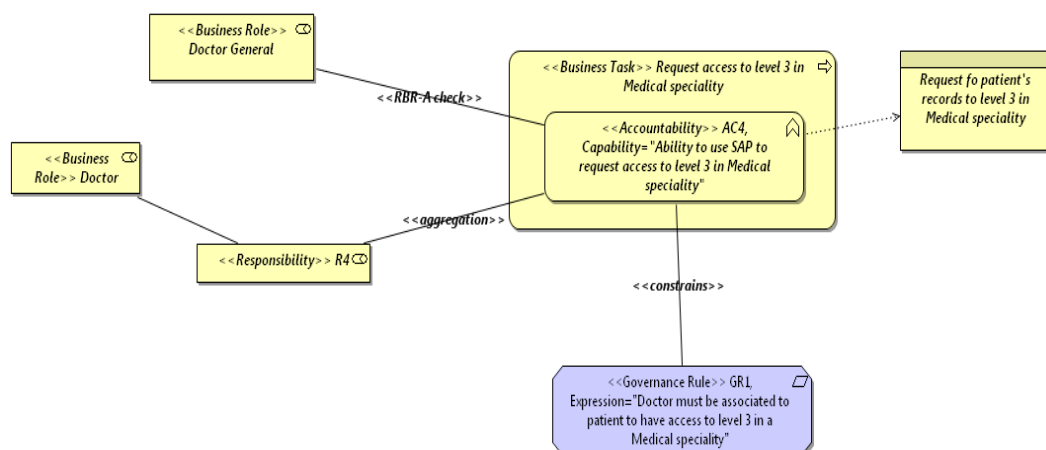 <<Business Role>>
Doctor General
<<Business Task>> Request access to level 3 in
Medical speciality
Request fo patient's
records to level 3 in
Medical speciality
<<RBR-A check>>
<<Accountability>> AC4,
Capability="Ability to use SAP to
request access to level 3 in Medical
speciality"
<<Business
Role>> Doctor
<<aggregation>>
<<Responsibility>> R4
<<constrains>>
<<Governance Rule>> GR1,
Expression="Doctor must be associated to
patient to have access to level 3 in a
Medical speciality"